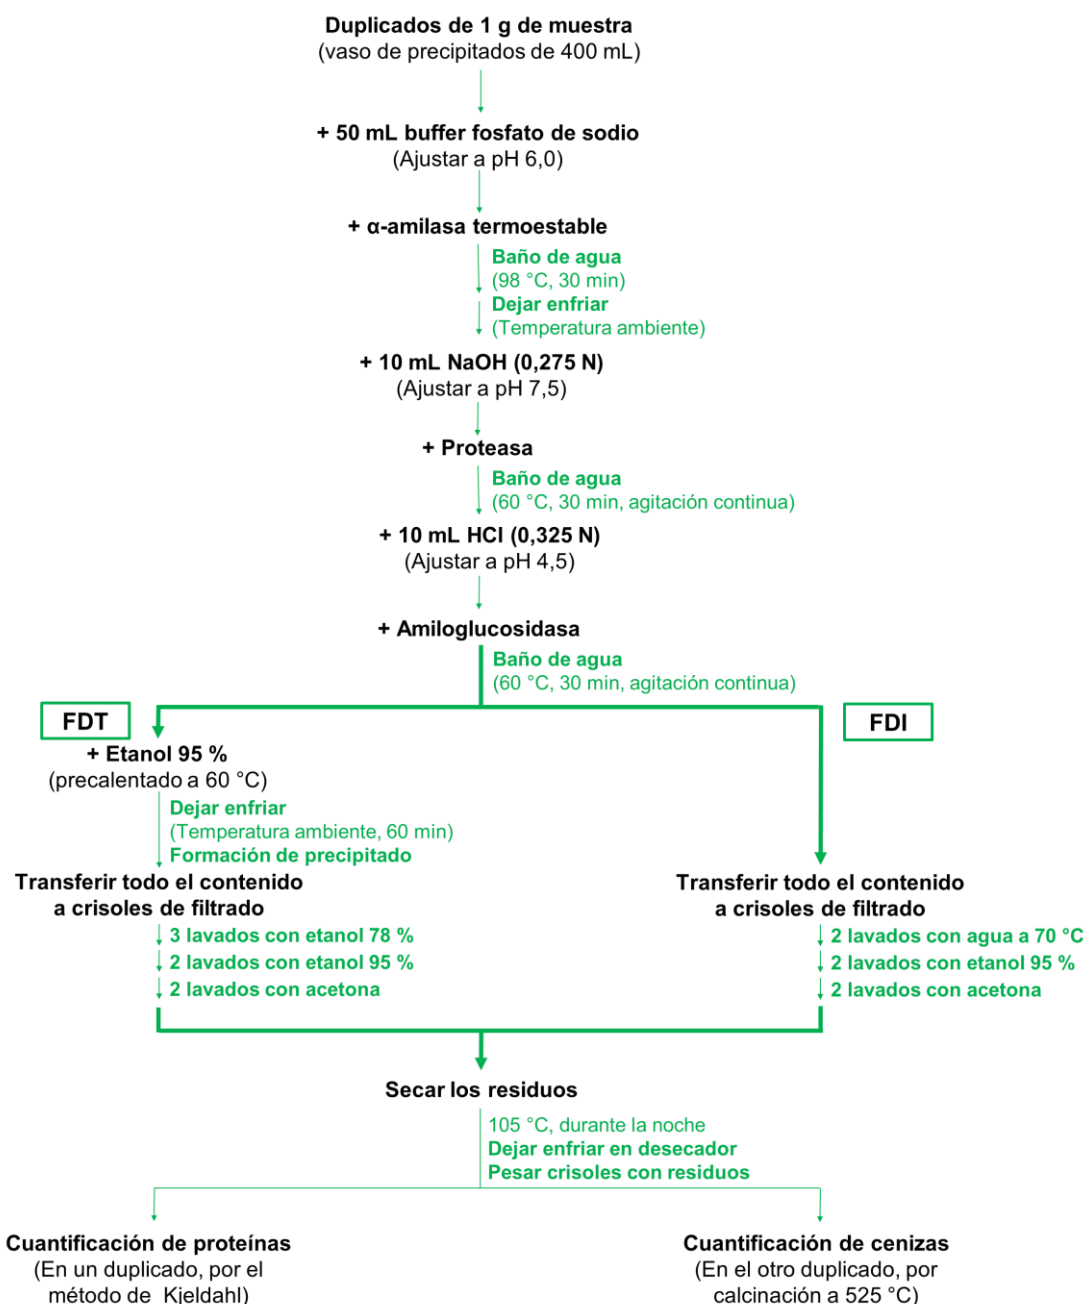 Duplicados de 1 g de muestra
(vaso de precipitados de 400 mL)
+ 50 mL buffer fosfato de sodio
(Ajustar a pH 6,0)
+ α-amilasa termoestable
Baño de agua
(98 °C, 30 min)
Dejar enfriar
(Temperatura ambiente)
+ 10 mL NaOH (0,275 N)
(Ajustar a pH 7,5)
+ Proteasa
Baño de agua
(60 °C, 30 min, agitación continua)
+ 10 mL HCl (0,325 N)
(Ajustar a pH 4,5)
+ Amiloglucosidasa
Baño de agua
(60 °C, 30 min, agitación continua)
FDT
+ Etanol 95 %
(precalentado a 60 °C)
Dejar enfriar
(Temperatura ambiente, 60 min)
Formación de precipitado
Transferir todo el contenido
a crisoles de filtrado
3 lavados con etanol 78 %
2 lavados con etanol 95 %
2 lavados con acetona
FDI
Transferir todo el contenido
a crisoles de filtrado
2 lavados con agua a 70 °C
2 lavados con etanol 95 %
2 lavados con acetona
Secar los residuos
105 °C, durante la noche
Dejar enfriar en desecador
Pesar crisoles con residuos
Cuantificación de proteínas
(En un duplicado, por el
método de Kjeldahl)
Cuantificación de cenizas
(En el otro duplicado, por
calcinación a 525 °C)